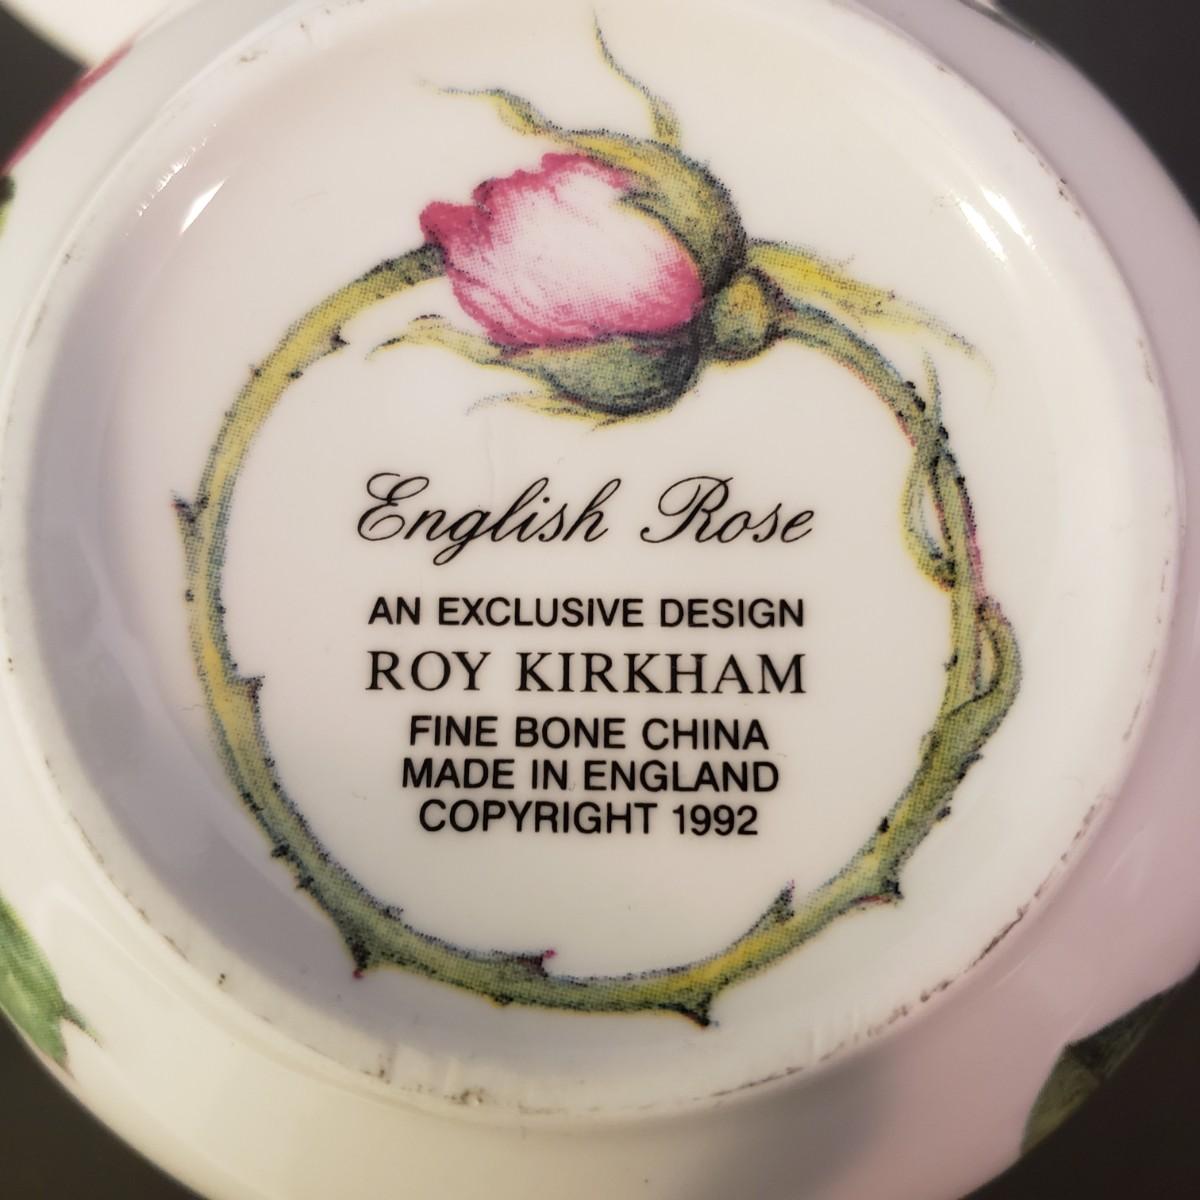 English Rose
AN EXCLUSIVE DESIGN
ROY KIRKHAM
FINE BONE CHINA
MADE IN ENGLAND
COPYRIGHT 1992